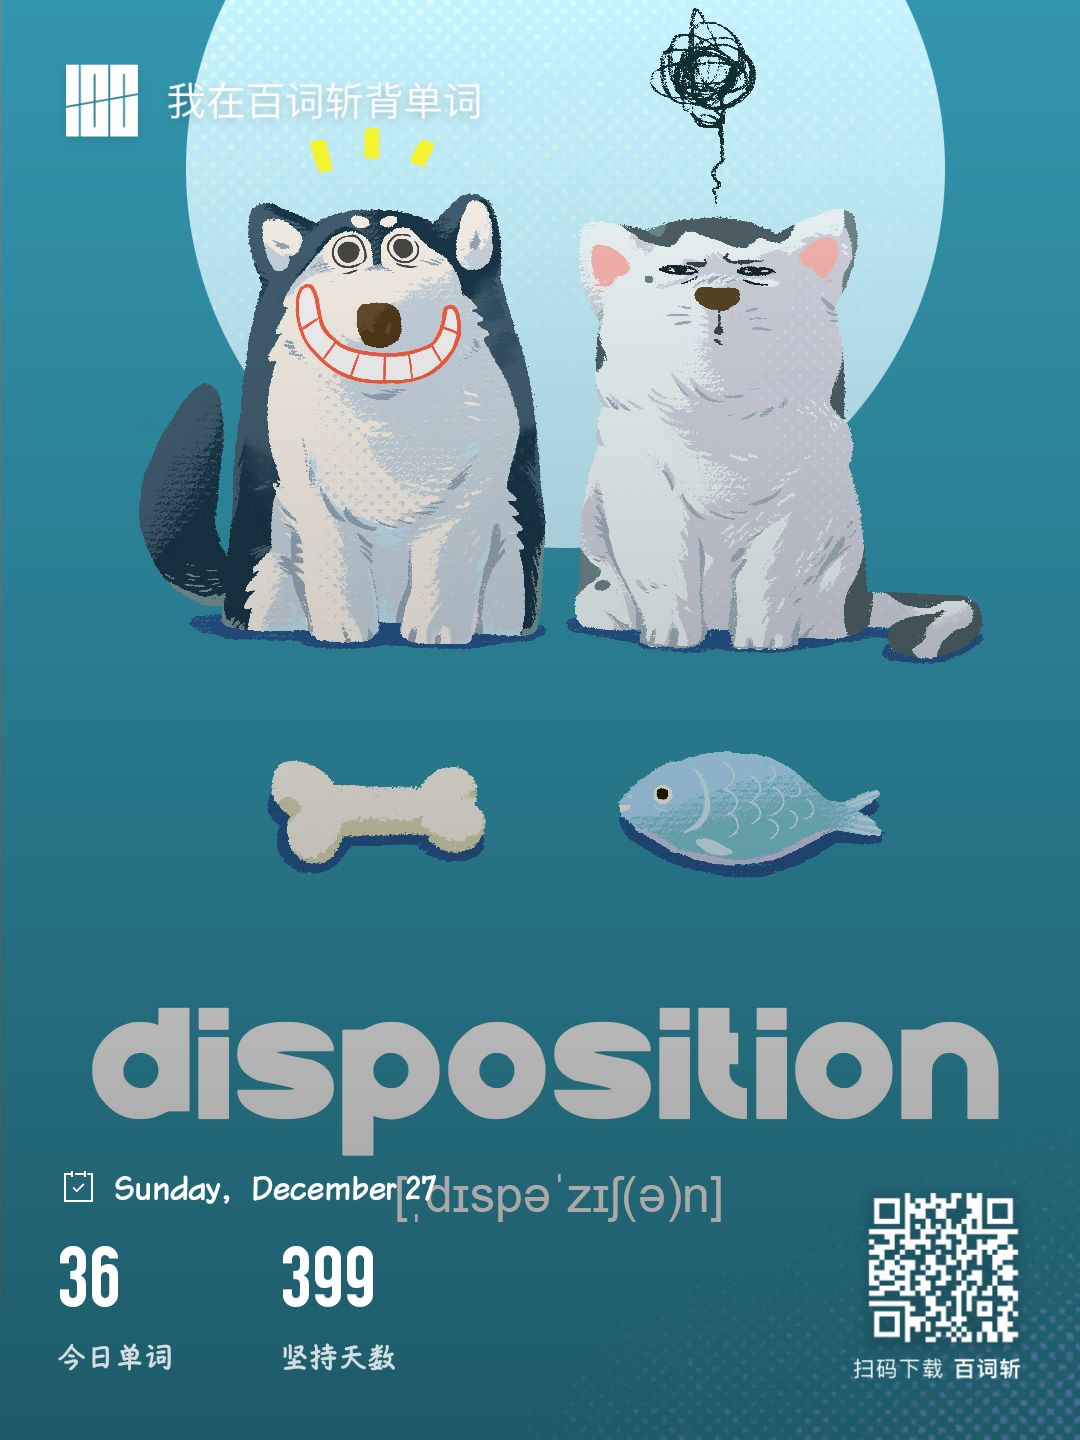 100
我在百词斩背单词
disposition
[ˌdɪspəˈzɪʃ(ə)n]
Sunday, December 27
36
399
今日单词
坚持天数
扫码下载 百词斩